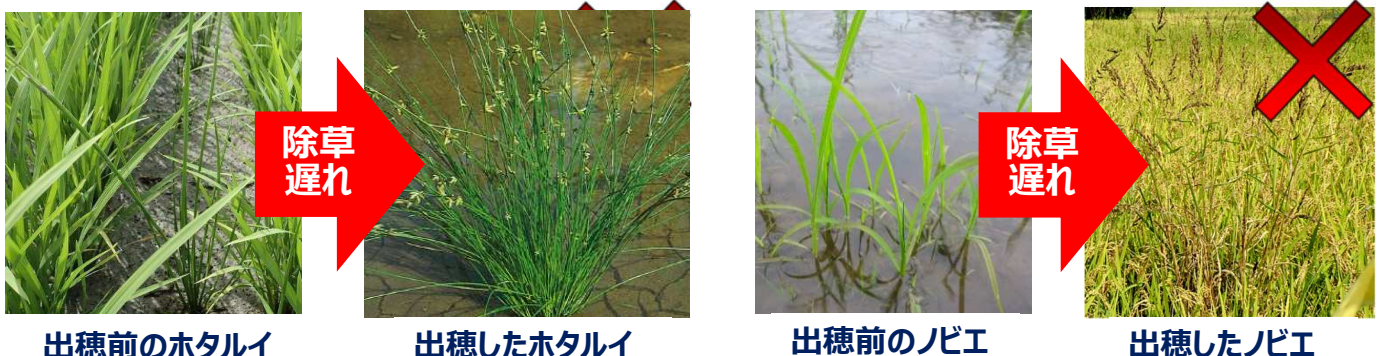 除草
遅れ
除草
遅れ
出穂前のホタルイ
出穂したホタルイ
出穂前のノビエ
出穂したノビエ